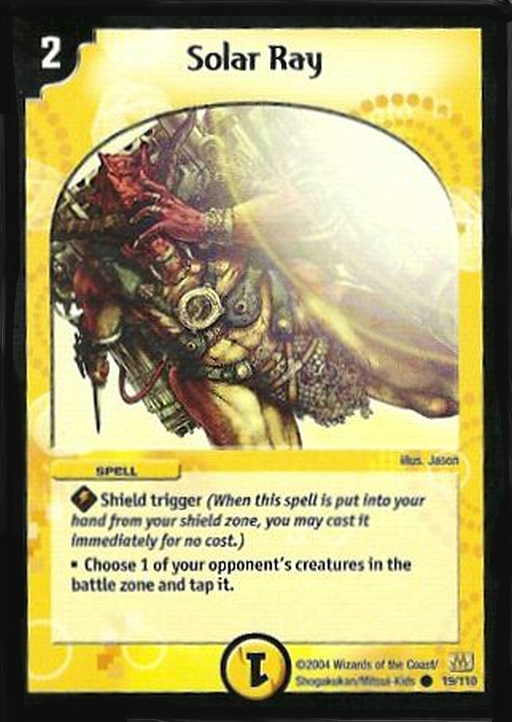 2
Solar Ray
illus. Jason
SPELL
Shield trigger (When this spell is put into your
hand from your shield zone, you may cast it
immediately for no cost.)
▪ Choose 1 of your opponent's creatures in the
battle zone and tap it.
1
©2004 Wizards of the Coast/
Shogakukan/Mitsui-Kids ● 19/110